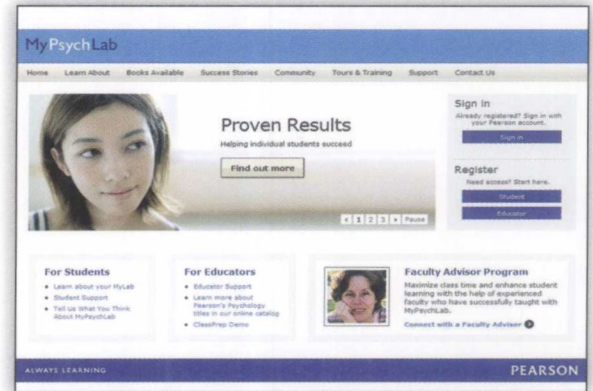 MyPsychLab
Home Learn About Books Available Success Stories Community Tours & Training Support Contact Us
Proven Results
Helping individual students succeed
Find out more
1 2 3 Pause
Sign in
Already registered? Sign in with
your Pearson account.
Sign in
Register
Need access? Start here.
Student
Educator
For Students
• Learn about your MyLab
• Student Support
• Tell us What You Think
About MyPsychLab
For Educators
• Educator Support
• Learn more about
Pearson's Psychology
titles in our online catalog
• ClassPrep Demo
Faculty Advisor Program
Maximize class time and enhance student
learning with the help of experienced
faculty who have successfully taught with
MyPsychLab.
Connect with a Faculty Advisor
ALWAYS LEARNING PEARSON